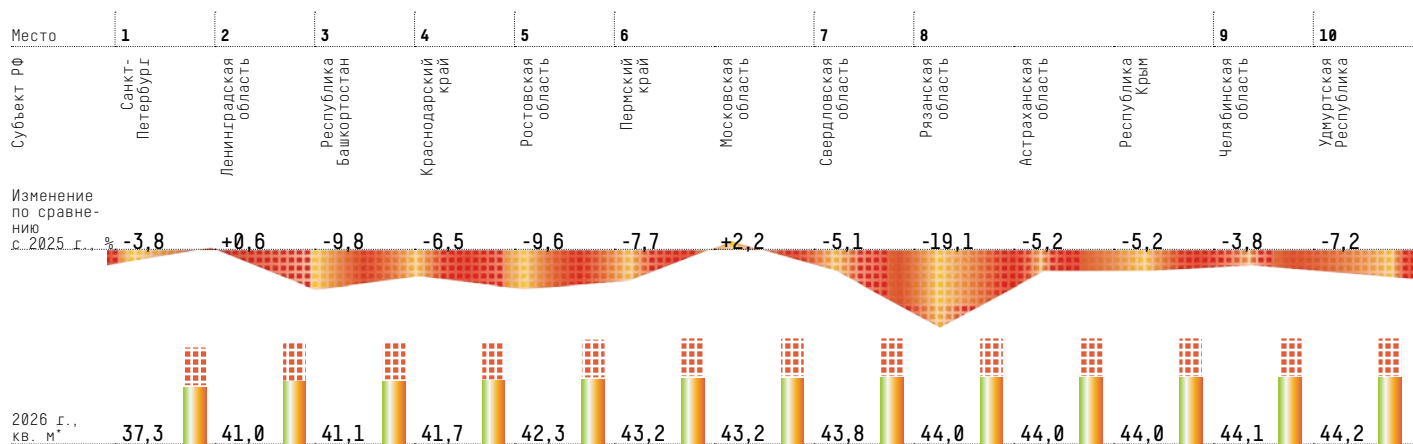 Место 1 2 3 4 5 6 7 8 9 10
Субъект РФ
Санкт-
Петербург
Ленинградская
область
Республика
Башкортостан
Краснодарский
край
Ростовская
область
Пермский
край
Московская
область
Свердловская
область
Рязанская
область
Астраханская
область
Республика
Крым
Челябинская
область
Удмуртская
Республика
Изменение
по сравне-
нию
с 2025 г., % -3,8 +0,6 -9,8 -6,5 -9,6 -7,7 +2,2 -5,1 -19,1 -5,2 -5,2 -3,8 -7,2
2026 г.,
кв. м* 37,3 41,0 41,1 41,7 42,3 43,2 43,2 43,8 44,0 44,0 44,0 44,1 44,2